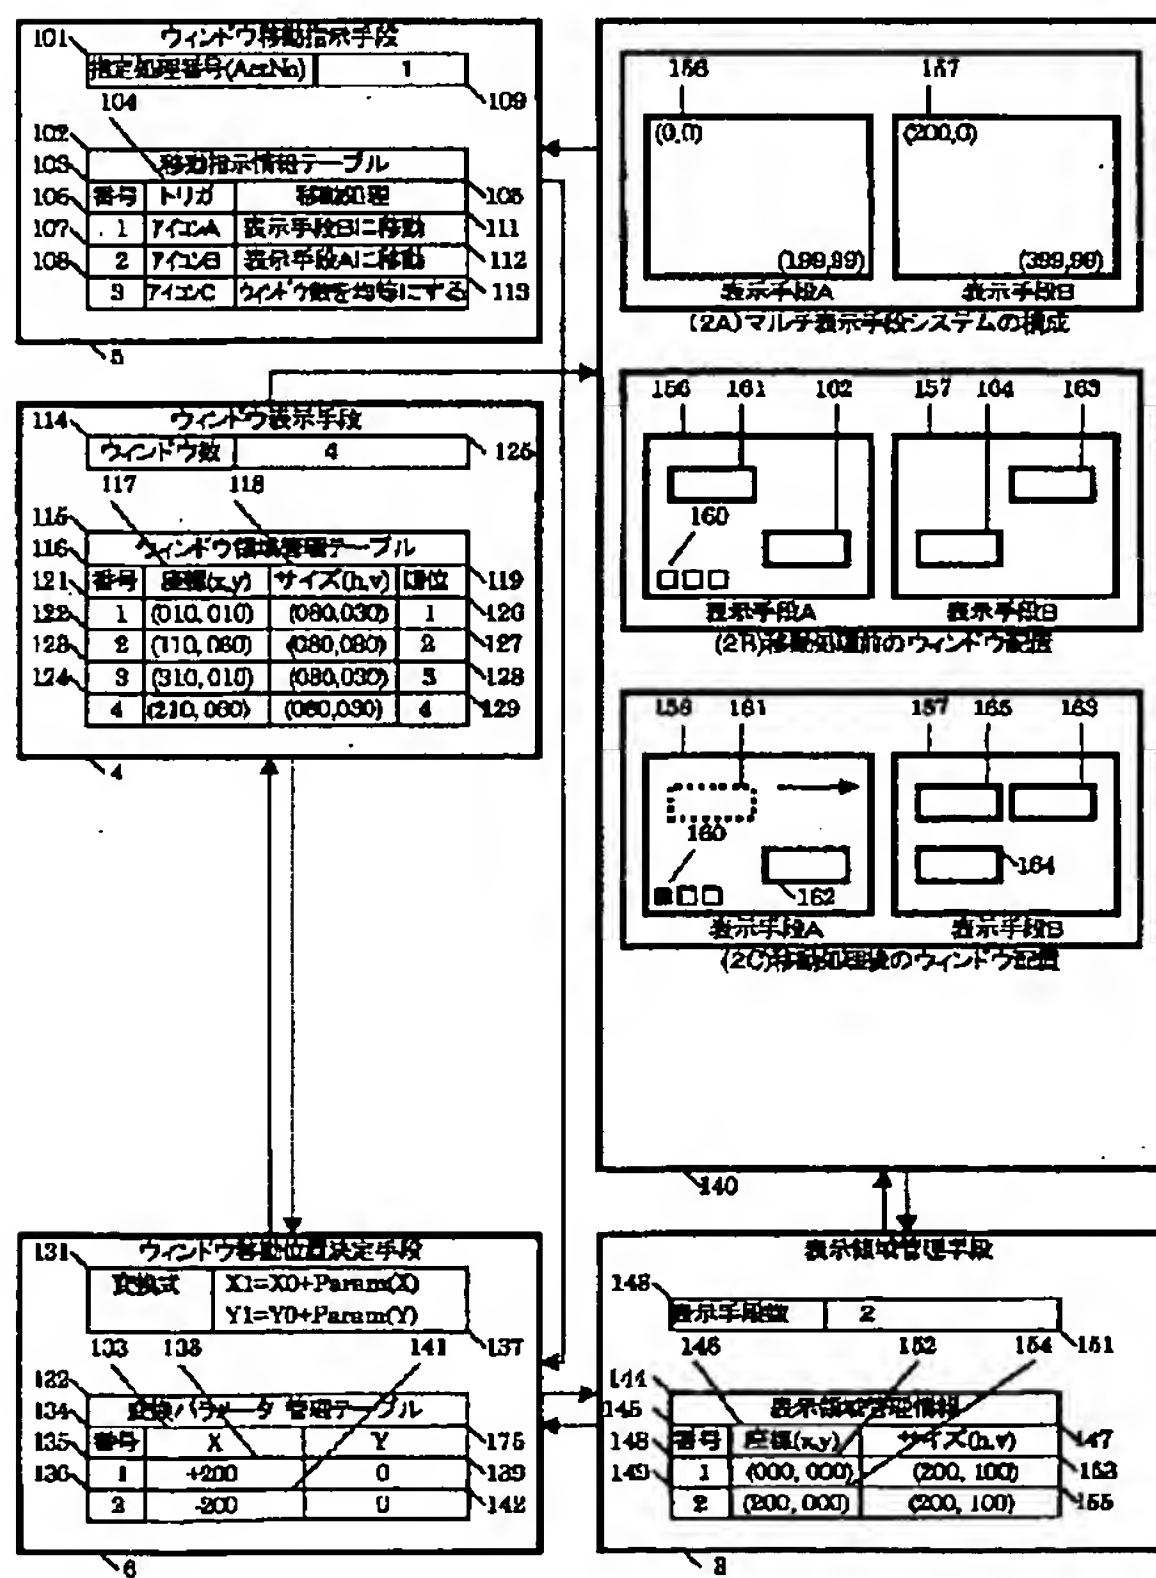 ウィンドウ移動指示手段
101
指定処理番号(ActNo) 1
109
104
102
103
移動指示情報テーブル
106 番号 トリガ 移動処理 105
107 1 アイコンA 表示手段Bに移動 111
108 2 アイコンB 表示手段Aに移動 112
3 アイコンC ウィンドウ数を均等にする 113
5
114 ウィンドウ表示手段
ウィンドウ数 4 125
117 118
115
116 ウィンドウ領域管理テーブル
121 番号 座標(x,y) サイズ(h,v) 順位 119
122 1 (010,010) (080,030) 1 126
123 2 (110,060) (080,030) 2 127
124 3 (310,010) (080,030) 3 128
4 (210,060) (080,030) 4 129
4
131 ウィンドウ移動位置決定手段
変換式 X1=X0+Param(X)
Y1=Y0+Param(Y)
137
133 138 141
132
134 変換パラメータ管理テーブル
135 番号 X Y 175
136 1 +200 0 139
2 -200 0 142
6
156 157
(0,0) (200,0)
(199,99) (399,99)
表示手段A 表示手段B
(2A)マルチ表示手段システムの構成
156 161 162 157 164 163
160
表示手段A 表示手段B
(2B)移動処理前のウィンドウ配置
156 161 157 165 163
160
164
162
表示手段A 表示手段B
(2C)移動処理後のウィンドウ配置
140
表示領域管理手段
143
表示手段数 2
151
146 152 154
144
145 表示領域管理情報
148 番号 座標(x,y) サイズ(h,v) 147
149 1 (000,000) (200,100) 153
2 (200,000) (200,100) 155
3